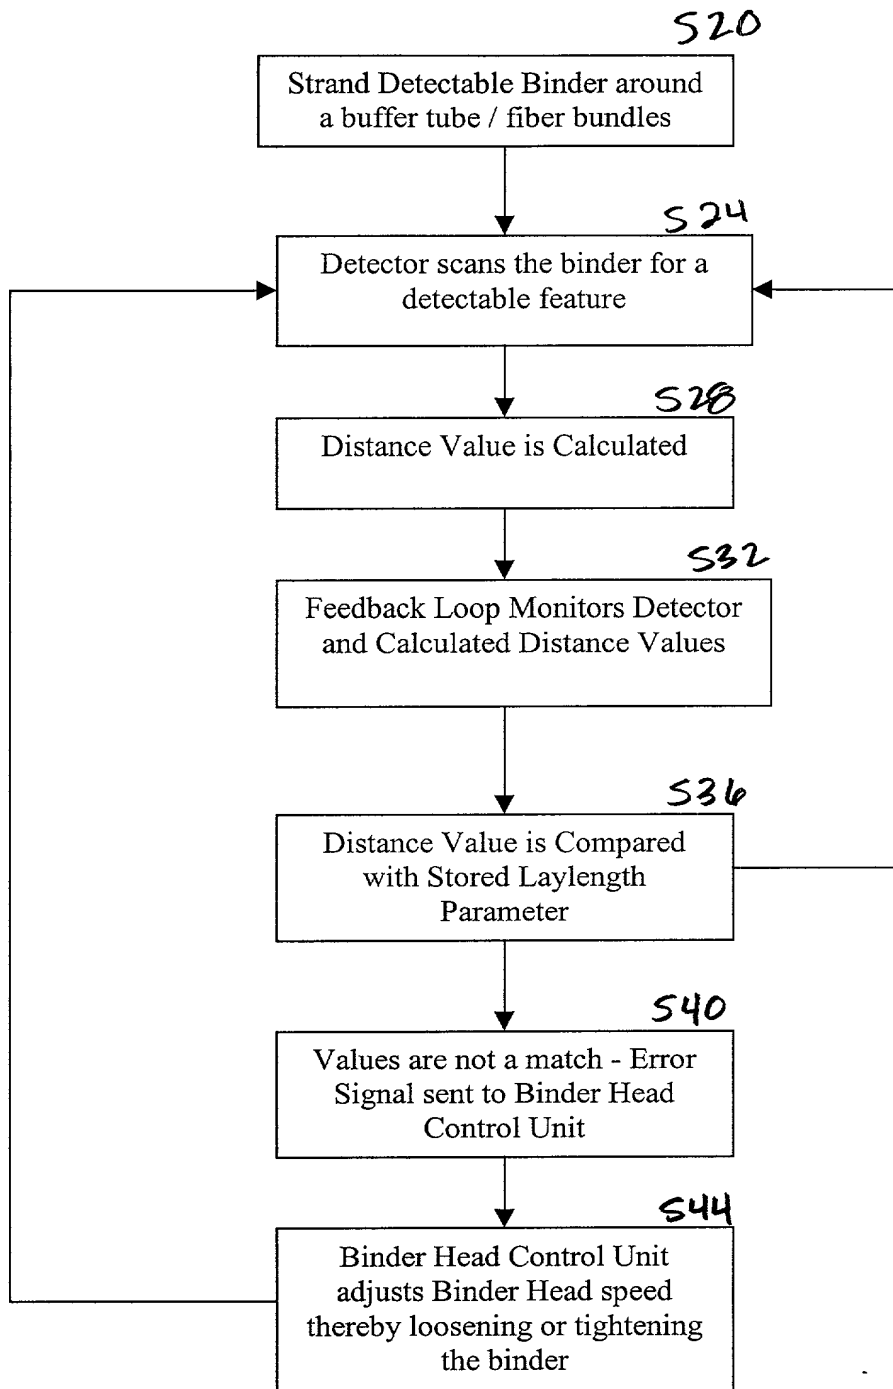 S20
Strand Detectable Binder around
a buffer tube / fiber bundles
S24
Detector scans the binder for a
detectable feature
S28
Distance Value is Calculated
S32
Feedback Loop Monitors Detector
and Calculated Distance Values
S36
Distance Value is Compared
with Stored Laylength
Parameter
S40
Values are not a match - Error
Signal sent to Binder Head
Control Unit
S44
Binder Head Control Unit
adjusts Binder Head speed
thereby loosening or tightening
the binder